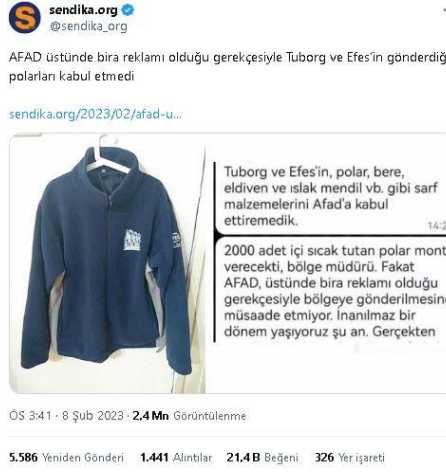 sendika.org
@sendika_org
AFAD üstünde bira reklamı olduğu gerekçesiyle Tuborg ve Efes'in gönderdiğ
polarları kabul etmedi
sendika.org/2023/02/afad-u...
Tuborg ve Efes'in, polar, bere,
eldiven ve ıslak mendil vb. gibi sarf
malzemelerini Afad'a kabul
ettiremedik.
14:2
2000 adet içi sıcak tutan polar mont
verecekti, bölge müdürü. Fakat
AFAD, üstünde bira reklamı olduğu
gerekçesiyle bölgeye gönderilmesin
müsaade etmiyor. İnanılmaz bir
dönem yaşıyoruz şu an. Gerçekten
ÖS 3:41 · 8 Şub 2023 · 2,4 Mn Görüntülenme
5.586 Yeniden Gönderi 1.441 Alıntılar 21,4 B Beğeni 326 Yer işareti